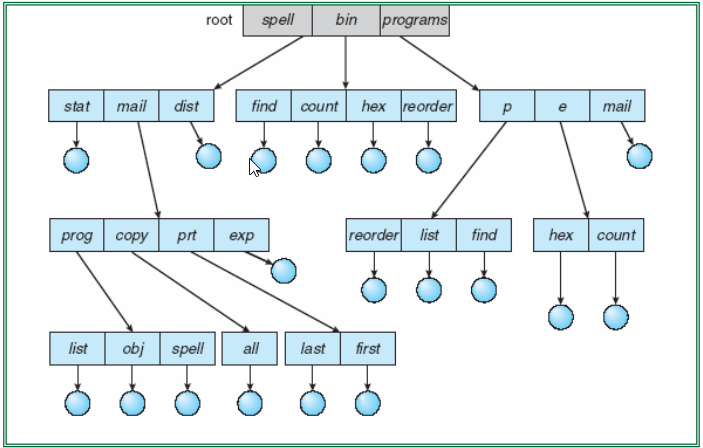 root spell bin programs
stat mail dist find count hex reorder p e mail
prog copy prt exp reorder list find hex count
list obj spell all last first